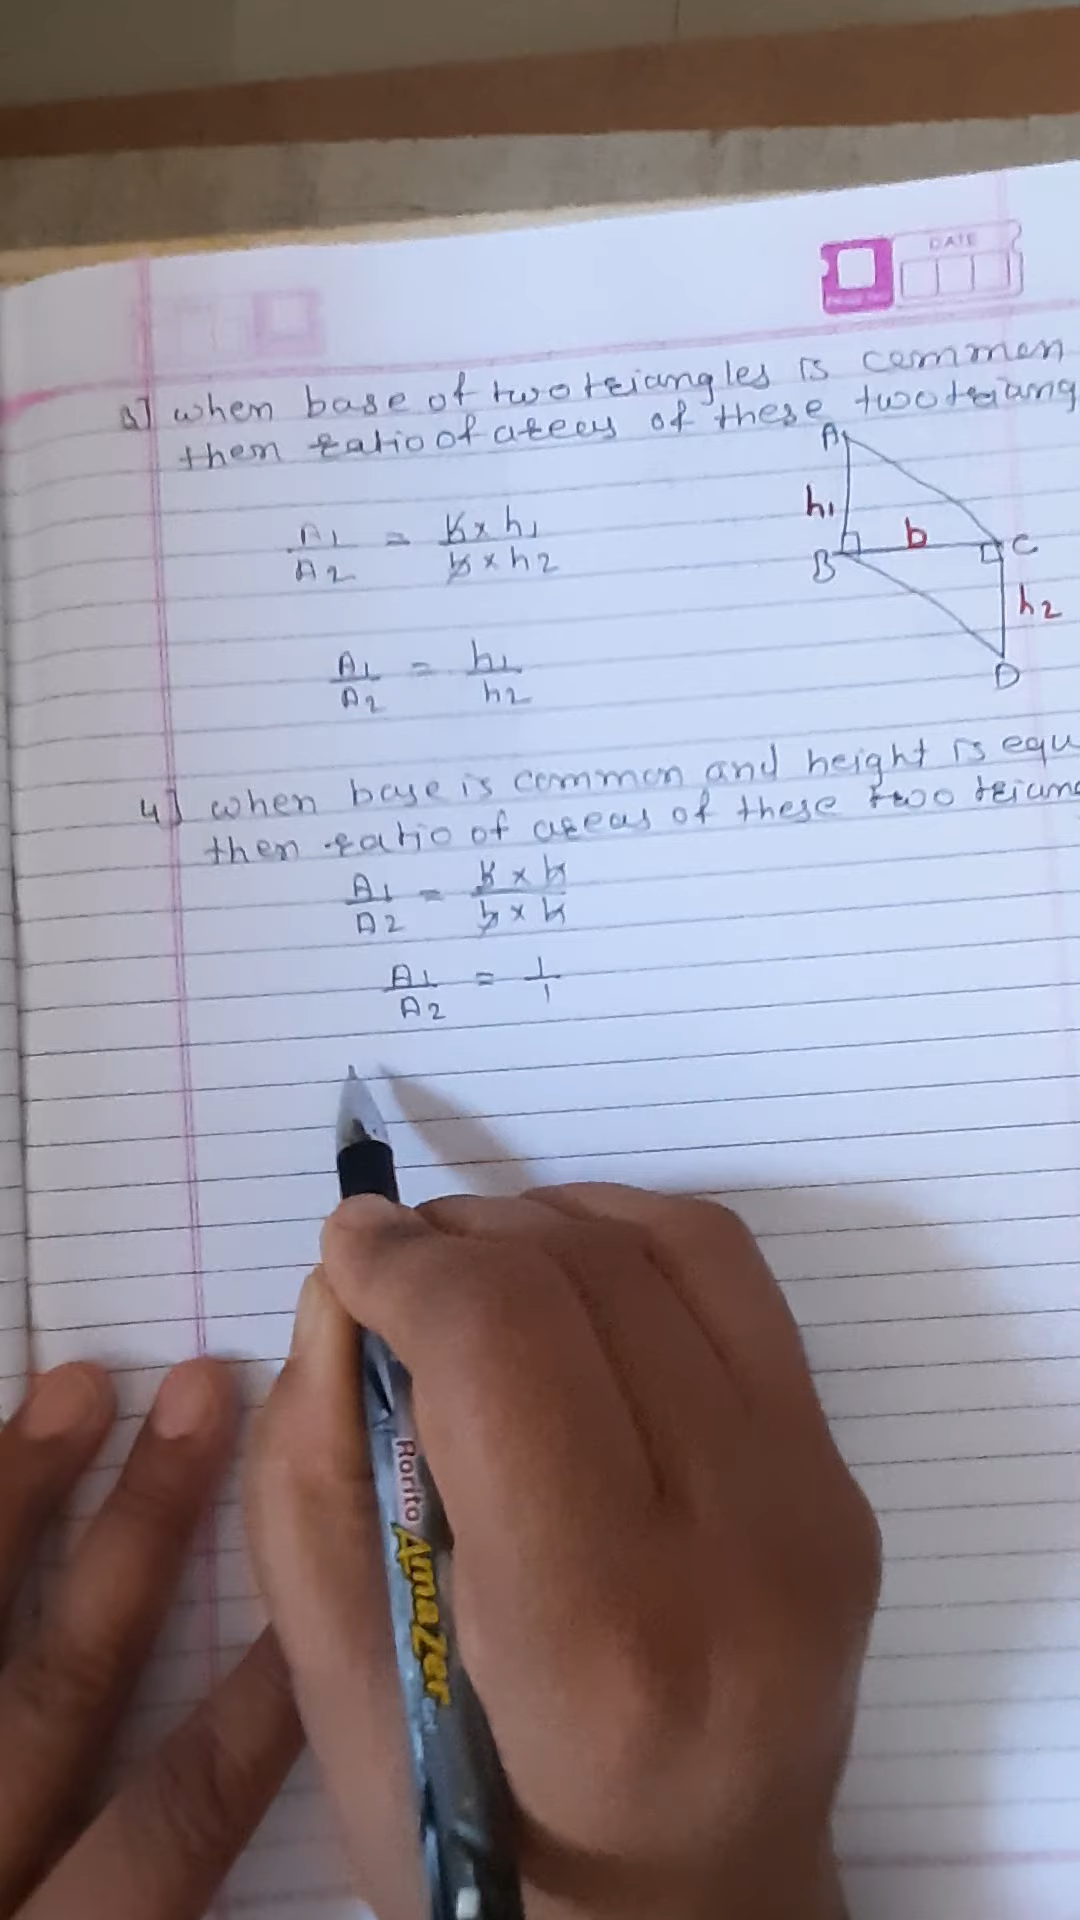 DATE
3] when base of two triangles is common
then ratio of areas of these two triang
A1/A2 = b x h1/b x h2
A1/A2 = h1/h2
A
h1
b
B
C
h2
D
4] when base is common and height is equ
then ratio of areas of these two triang
A1/A2 = b x h/b x h
A1/A2 = 1/1
Rorito
AmaZer